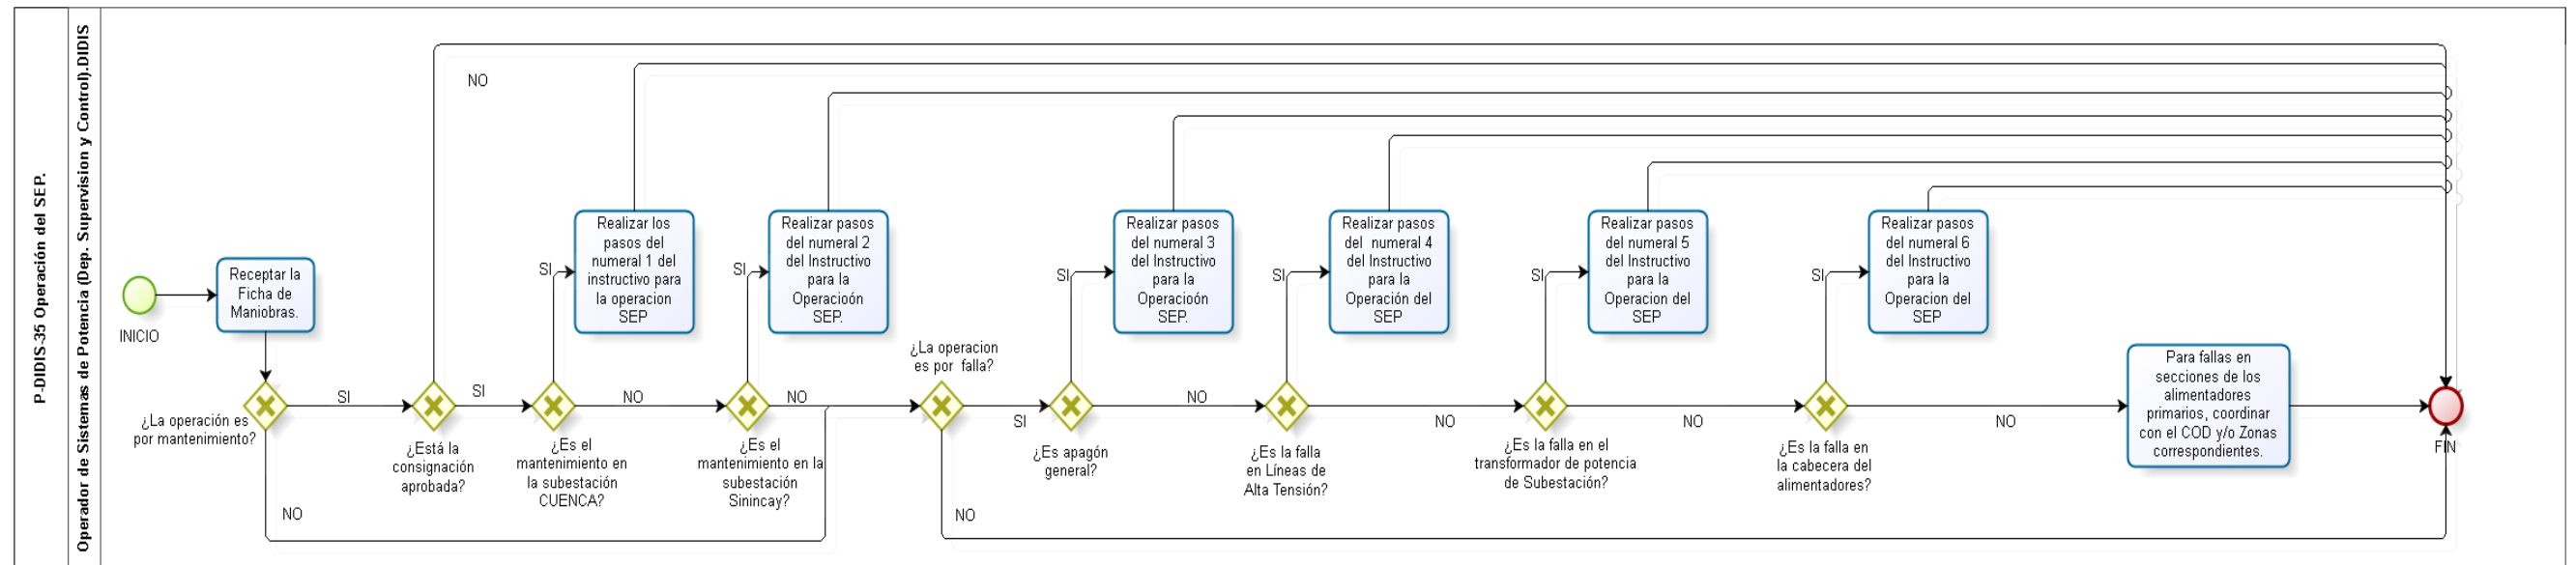 P-DIDIS-35 Operación del SEP.
Operador de Sistemas de Potencia (Dep. Supervision y Control).DIDIS
INICIO
Receptar la
Ficha de
Maniobras.
¿La operación es
por mantenimiento?
SI
NO
¿Está la
consignación
aprobada?
NO
SI
¿Es el
mantenimiento en
la subestación
CUENCA?
SI
Realizar los
pasos del
numeral 1 del
instructivo para
la operacion
SEP
NO
¿Es el
mantenimiento en la
subestación
Sinincay?
SI
Realizar pasos
del numeral 2
del Instructivo
para la
Operacioón
SEP.
NO
¿La operacion
es por falla?
NO
SI
¿Es apagón
general?
SI
Realizar pasos
del numeral 3
del Instructivo
para la
Operacioón
SEP.
NO
¿Es la falla
en Líneas de
Alta Tensión?
SI
Realizar pasos
del numeral 4
del Instructivo
para la
Operación del
SEP
NO
¿Es la falla en el
transformador de potencia
de Subestación?
SI
Realizar pasos
del numeral 5
del Instructivo
para la
Operacion del
SEP
NO
¿Es la falla en
la cabecera del
alimentadores?
SI
Realizar pasos
del numeral 6
del Instructivo
para la
Operacion del
SEP
NO
Para fallas en
secciones de los
alimentadores
primarios, coordinar
con el COD y/o Zonas
correspondientes.
FIN